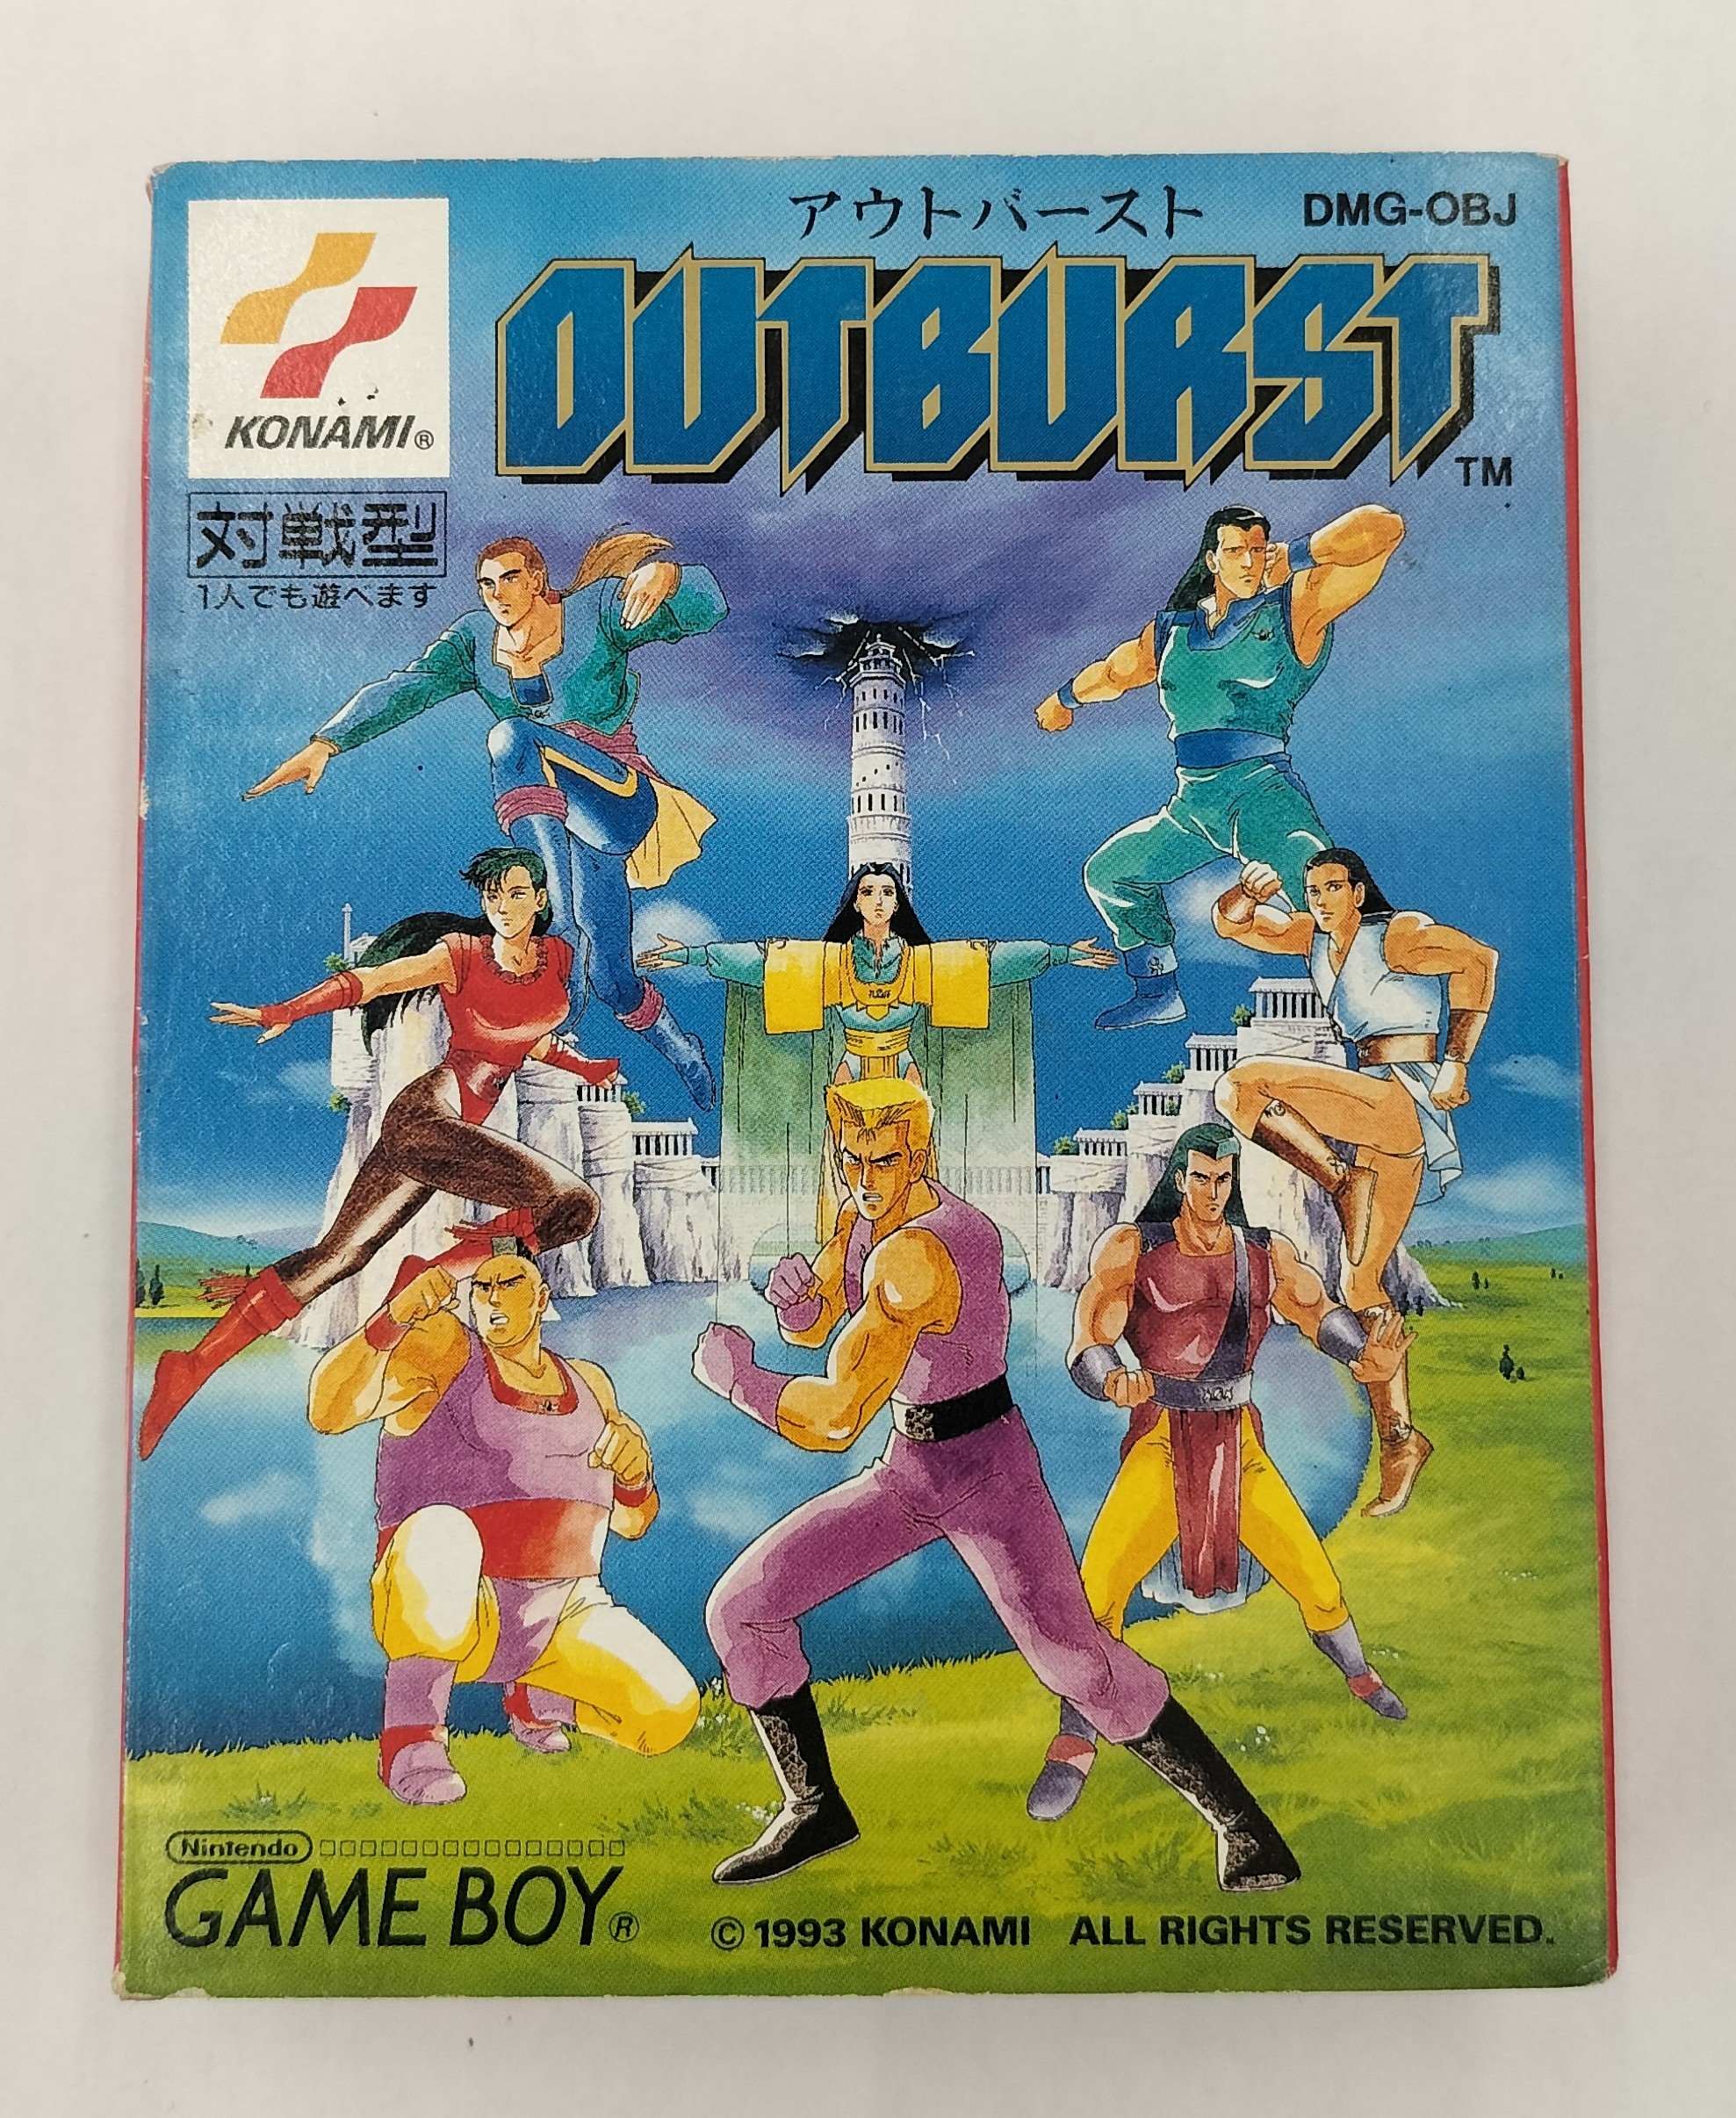 アウトバースト
DMG-OBJ
OUTBURST
TM
KONAMI®
対戦型
1人でも遊べます
Nintendo
GAME BOY®
© 1993 KONAMI ALL RIGHTS RESERVED.